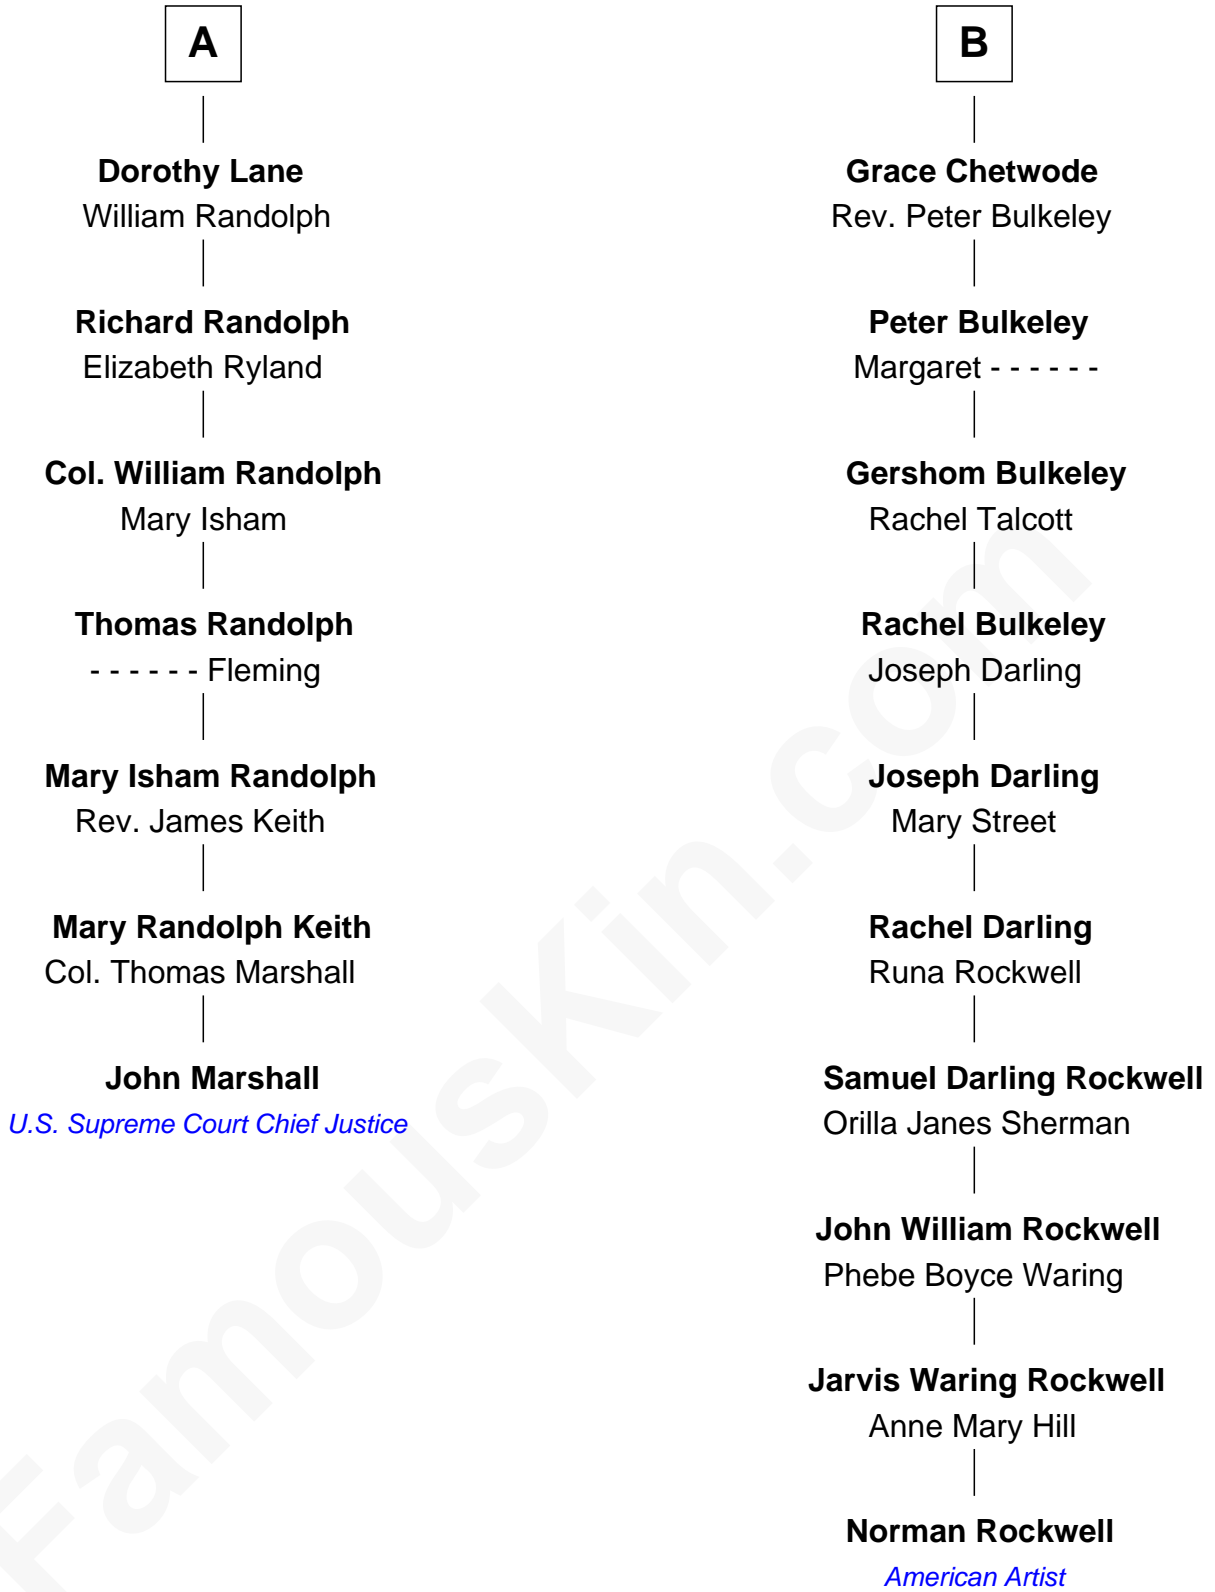 A
Dorothy Lane
William Randolph
Richard Randolph
Elizabeth Ryland
Col. William Randolph
Mary Isham
Thomas Randolph
- - - - - - Fleming
Mary Isham Randolph
Rev. James Keith
Mary Randolph Keith
Col. Thomas Marshall
John Marshall
U.S. Supreme Court Chief Justice
B
Grace Chetwode
Rev. Peter Bulkeley
Peter Bulkeley
Margaret - - - - - -
Gershom Bulkeley
Rachel Talcott
Rachel Bulkeley
Joseph Darling
Joseph Darling
Mary Street
Rachel Darling
Runa Rockwell
Samuel Darling Rockwell
Orilla Janes Sherman
John William Rockwell
Phebe Boyce Waring
Jarvis Waring Rockwell
Anne Mary Hill
Norman Rockwell
American Artist
FamousKin.com